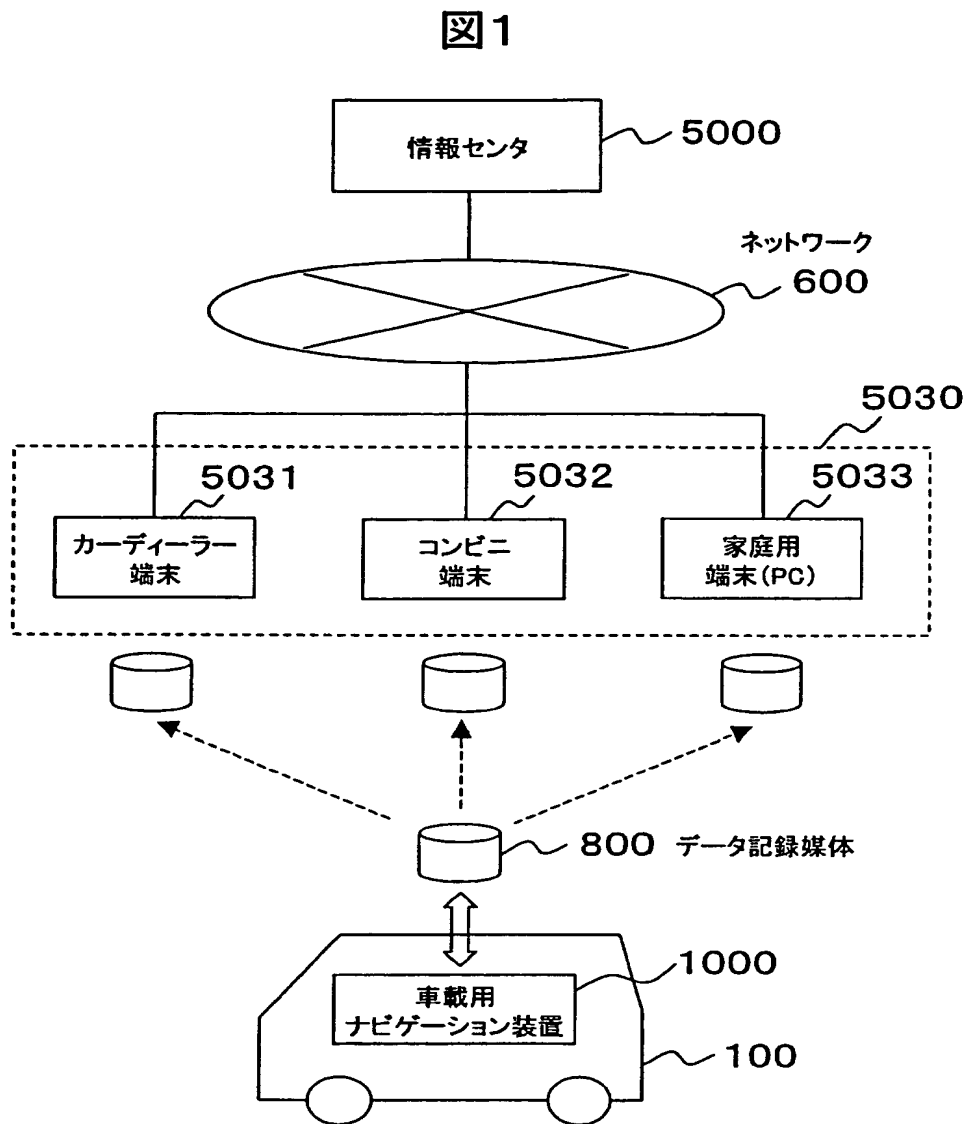 図1
情報センタ
5000
ネットワーク
600
5030
5031
5032
5033
カーディーラー
端末
コンビニ
端末
家庭用
端末(PC)
800 データ記録媒体
1000
車載用
ナビゲーション装置
100